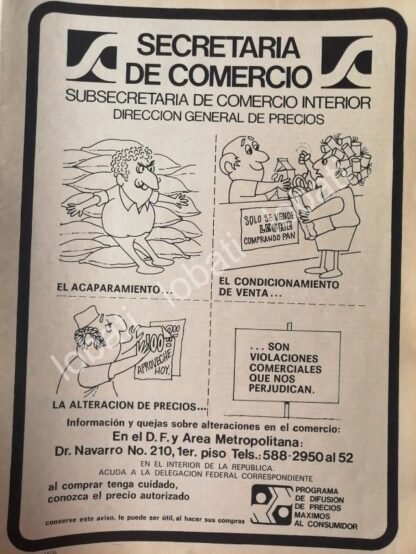 SECRETARIA
DE COMERCIO
SUBSECRETARIA DE COMERCIO INTERIOR
DIRECCION GENERAL DE PRECIOS
SOLO SE VENDE
LECHE
COMPRANDO PAN
EL ACAPARAMIENTO...
EL CONDICIONAMIENTO
DE VENTA...
APROVECHE
HOY.
LA ALTERACION DE PRECIOS...
... SON
VIOLACIONES
COMERCIALES
QUE NOS
PERJUDICAN.
Información y quejas sobre alteraciones en el comercio:
En el D.F. y Area Metropolitana:
Dr. Navarro No. 210, 1er. piso Tels.: 588-2950 al 52
EN EL INTERIOR DE LA REPUBLICA:
ACUDA A LA DELEGACION FEDERAL CORRESPONDIENTE
al comprar tenga cuidado,
conozca el precio autorizado
PROGRAMA
DE DIFUSION
DE PRECIOS
MAXIMOS
AL CONSUMIDOR
conserve este aviso, le puede ser útil, al hacer sus compras